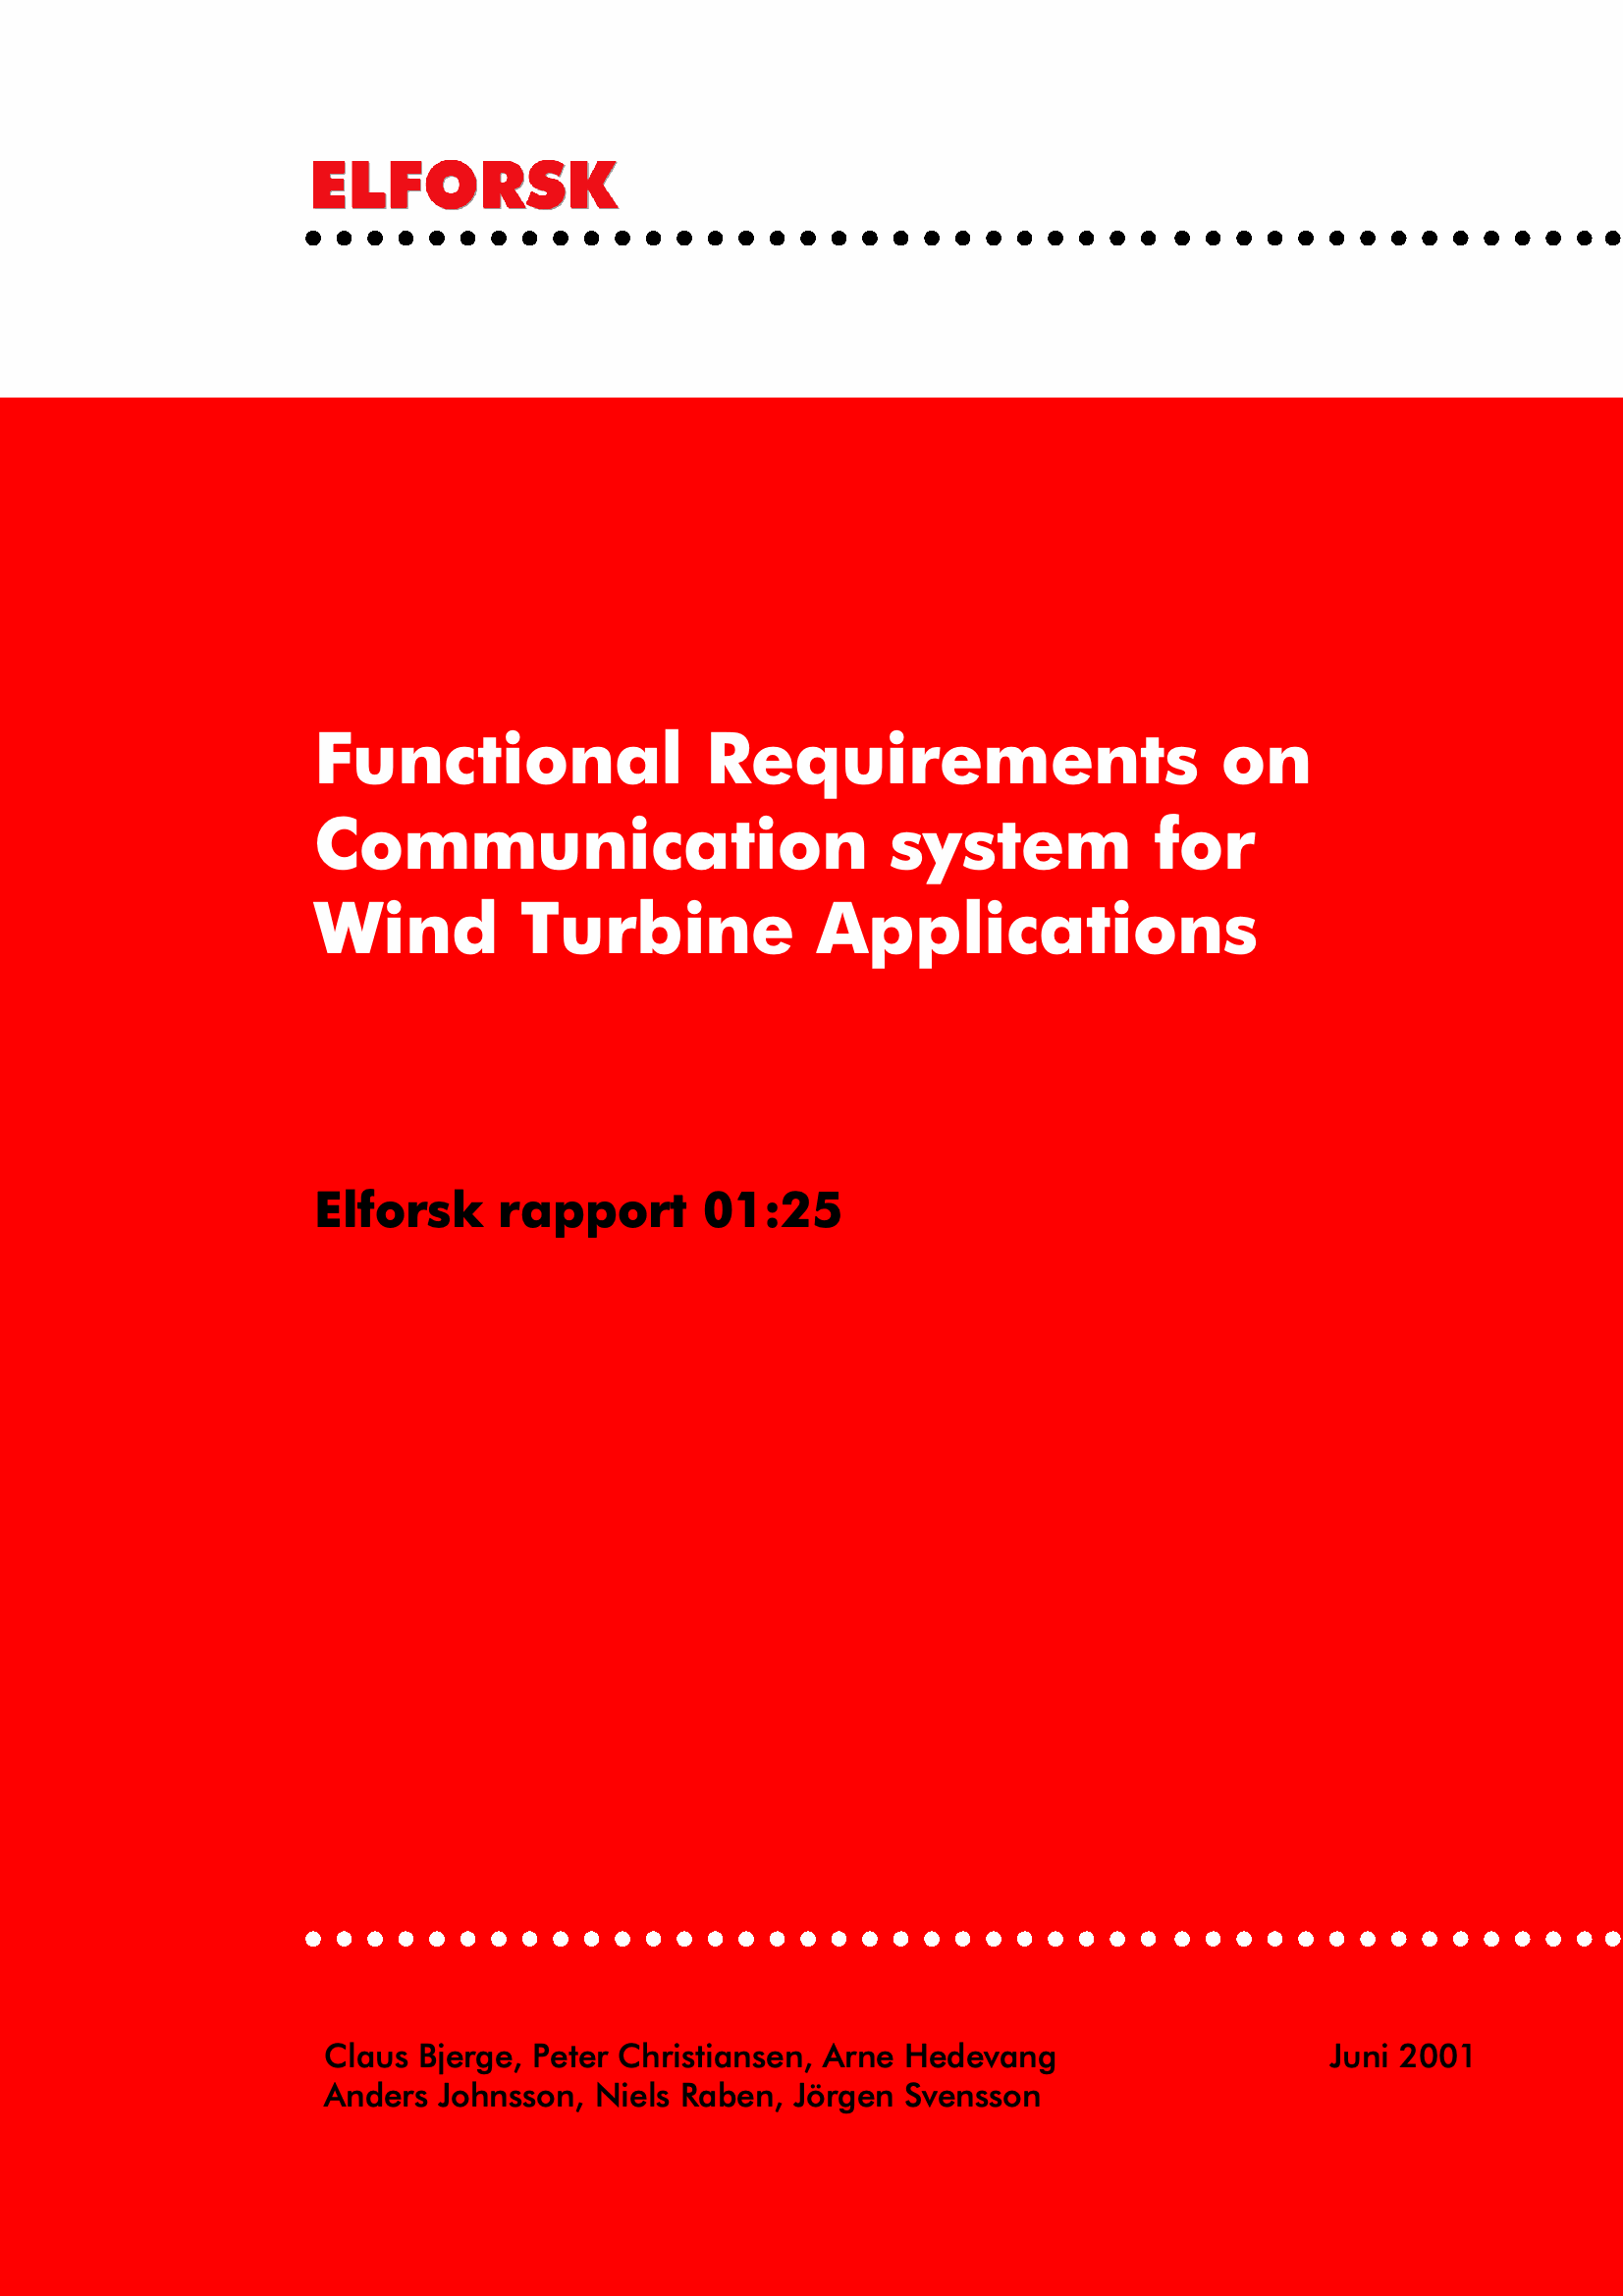 ELFORSK
Functional Requirements on
Communication system for
Wind Turbine Applications
Elforsk rapport 01:25
Claus Bjerge, Peter Christiansen, Arne Hedevang
Juni 2001
Anders Johnsson, Niels Raben, Jörgen Svensson